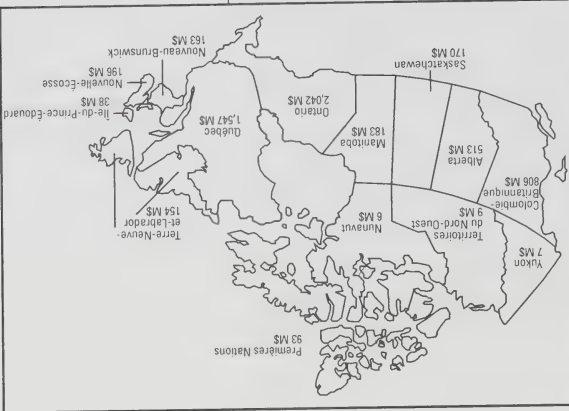 Premières Nations
93 M$
Yukon
7 M$
Territoires
du Nord-Ouest
9 M$
Nunavut
6 M$
Terre-Neuve-
et-Labrador
154 M$
Colombie-
Britannique
806 M$
Alberta
513 M$
Saskatchewan
170 M$
Manitoba
183 M$
Ontario
2,042 M$
Québec
1,547 M$
Île-du-Prince-Édouard
38 M$
Nouvelle-Écosse
196 M$
Nouveau-Brunswick
163 M$